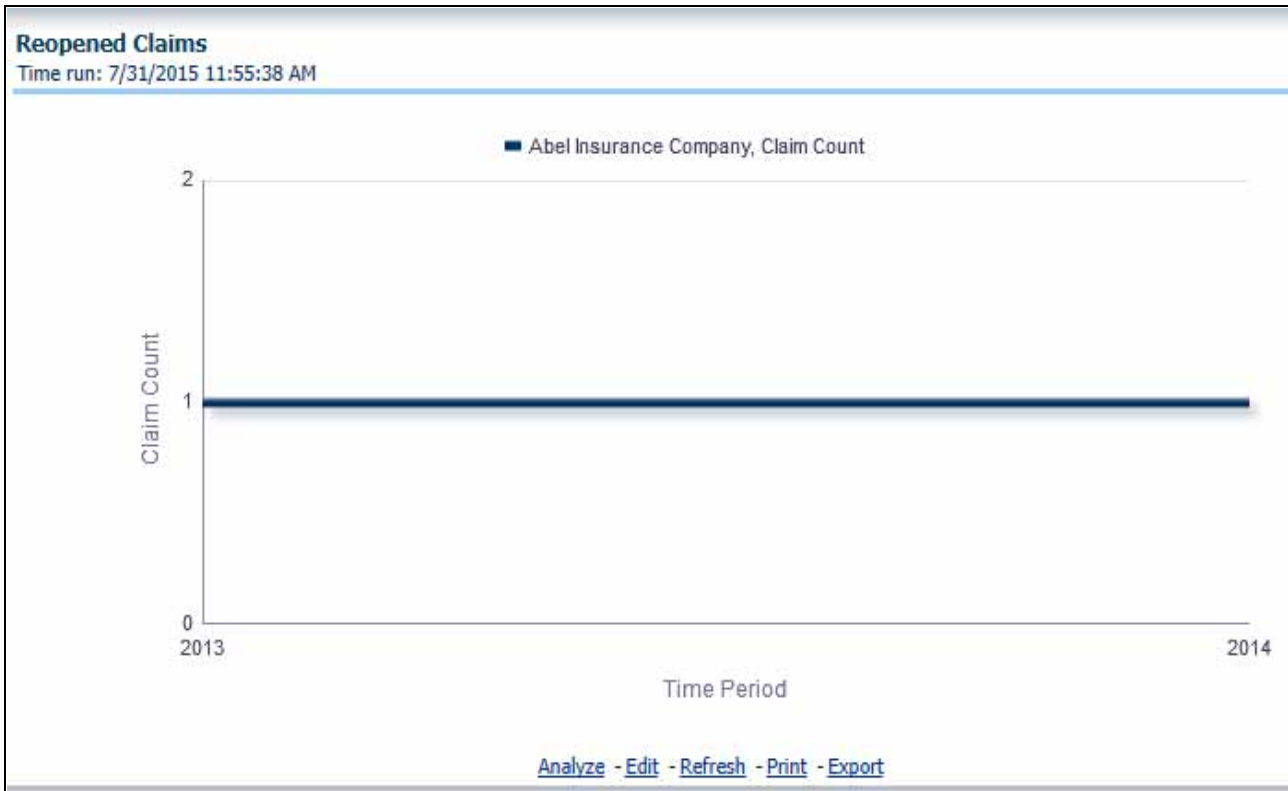 Reopened Claims
Time run: 7/31/2015 11:55:38 AM
Abel Insurance Company, Claim Count
2
1
0
Claim Count
2013
2014
Time Period
Analyze - Edit - Refresh - Print - Export